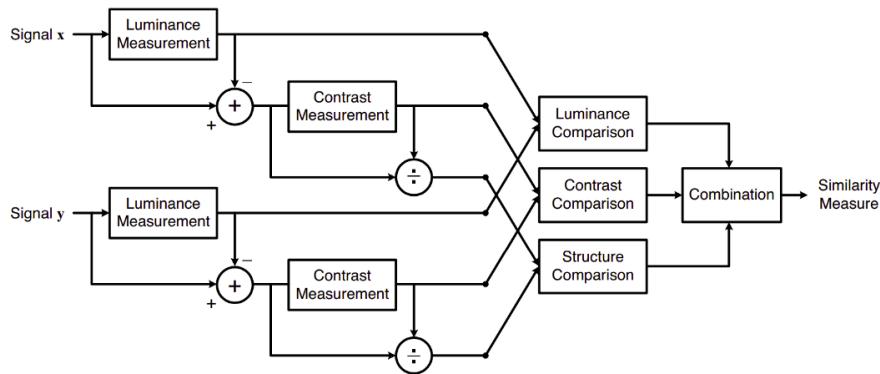 Signal x
Luminance
Measurement
−
+
+
Contrast
Measurement
÷
Luminance
Comparison
Signal y
Luminance
Measurement
−
+
+
Contrast
Measurement
÷
Contrast
Comparison
Structure
Comparison
Combination
Similarity
Measure